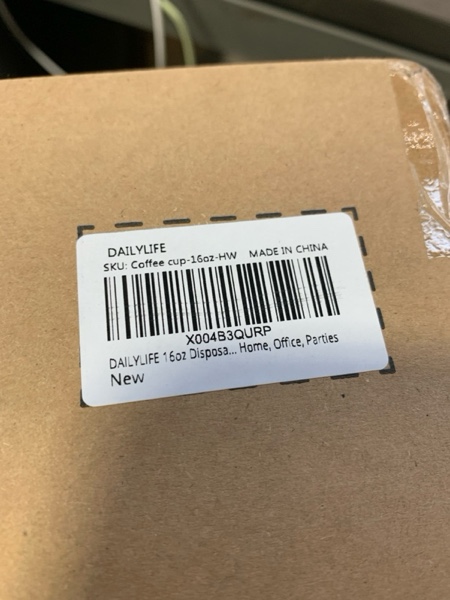 DAILYLIFE
SKU: Coffee cup-16oz-HW MADE IN CHINA
X004B3QURP
DAILYLIFE 16oz Disposa... Home, Office, Parties
New